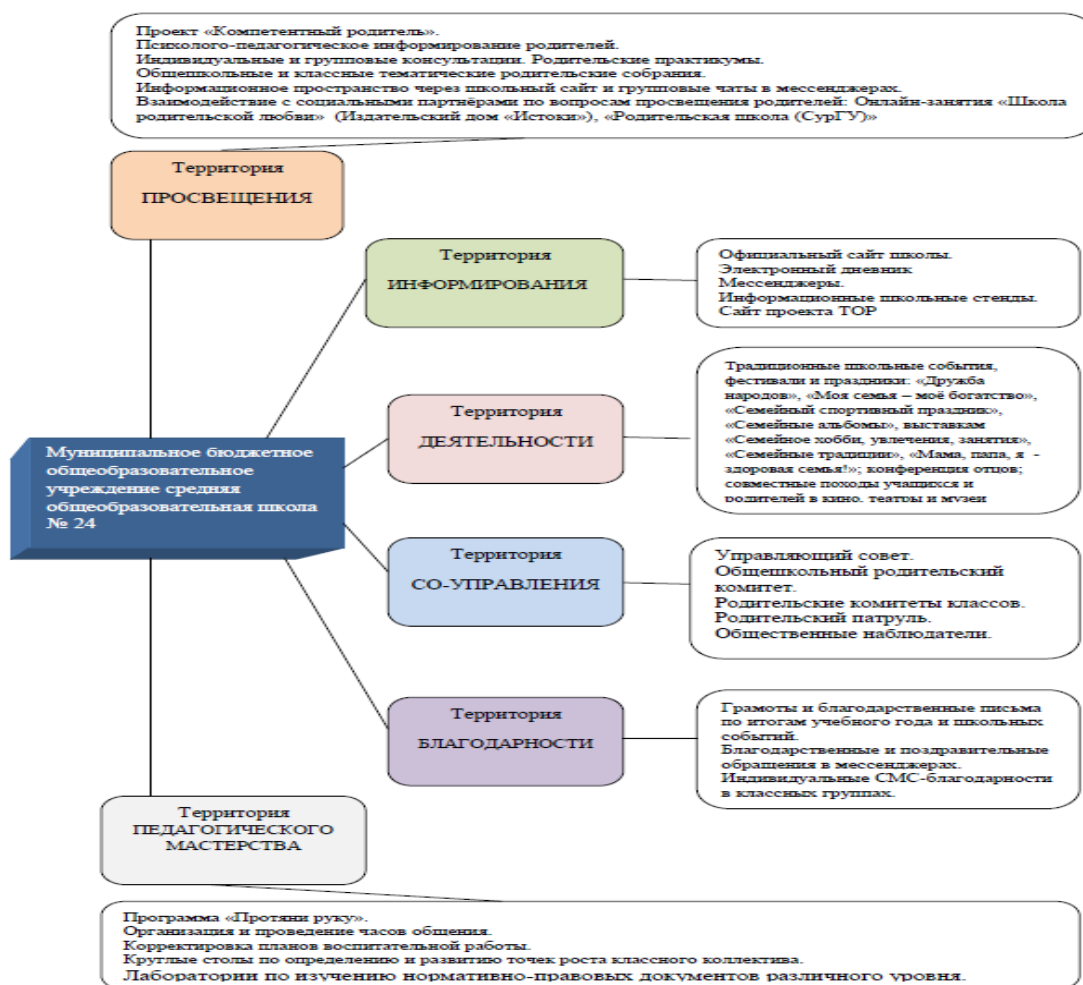 Проект «Компетентный родитель».
Психолого-педагогическое информирование родителей.
Индивидуальные и групповые консультации. Родительские практикумы.
Общешкольные и классные тематические родительские собрания.
Информационное пространство через школьный сайт и групповые чаты в мессенджерах.
Взаимодействие с социальными партнёрами по вопросам просвещения родителей: Онлайн-занятия «Школа
родительской любви» (Издательский дом «Истоки»), «Родительская школа (СурГУ)»
Территория
ПРОСВЕЩЕНИЯ
Территория
ИНФОРМИРОВАНИЯ
Официальный сайт школы.
Электронный дневник
Мессенджеры.
Информационные школьные стенды.
Сайт проекта ТОР
Территория
ДЕЯТЕЛЬНОСТИ
Традиционные школьные события,
фестивали и праздники: «Дружба
народов», «Моя семья – моё богатство»,
«Семейный спортивный праздник»,
«Семейные альбомы», выставкам
«Семейное хобби, увлечения, занятия»,
«Семейные традиции», «Мама, папа, я -
здоровая семья!»; конференция отцов;
совместные походы учащихся и
родителей в кино, театры и музеи
Муниципальное бюджетное
общеобразовательное
учреждение средняя
общеобразовательная школа
№ 24
Территория
СО-УПРАВЛЕНИЯ
Управляющий совет.
Общешкольный родительский
комитет.
Родительские комитеты классов.
Родительский патруль.
Общественные наблюдатели.
Территория
БЛАГОДАРНОСТИ
Грамоты и благодарственные письма
по итогам учебного года и школьных
событий.
Благодарственные и поздравительные
обращения в мессенджерах.
Индивидуальные СМС-благодарности
в классных группах.
Территория
ПЕДАГОГИЧЕСКОГО
МАСТЕРСТВА
Программа «Протяни руку».
Организация и проведение часов общения.
Корректировка планов воспитательной работы.
Круглые столы по определению и развитию точек роста классного коллектива.
Лаборатории по изучению нормативно-правовых документов различного уровня.